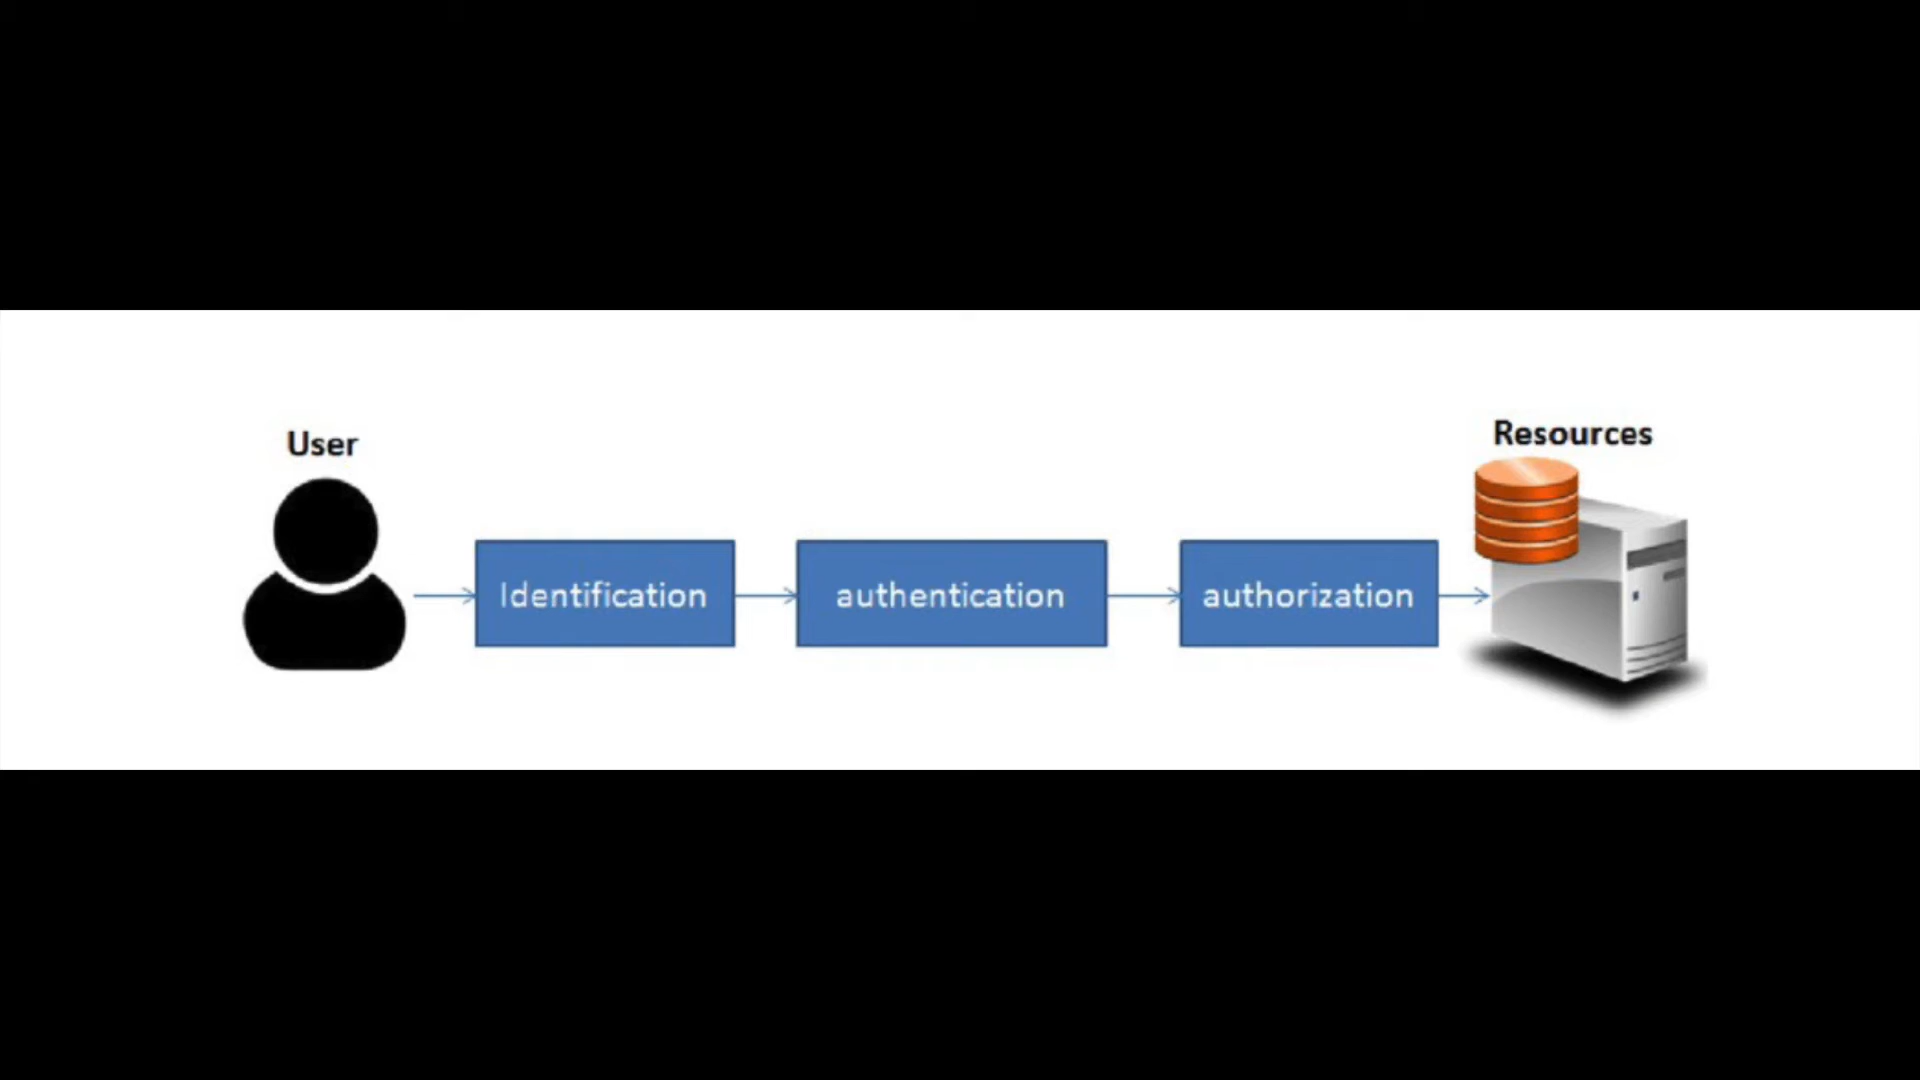 User
Resources
Identification
authentication
authorization